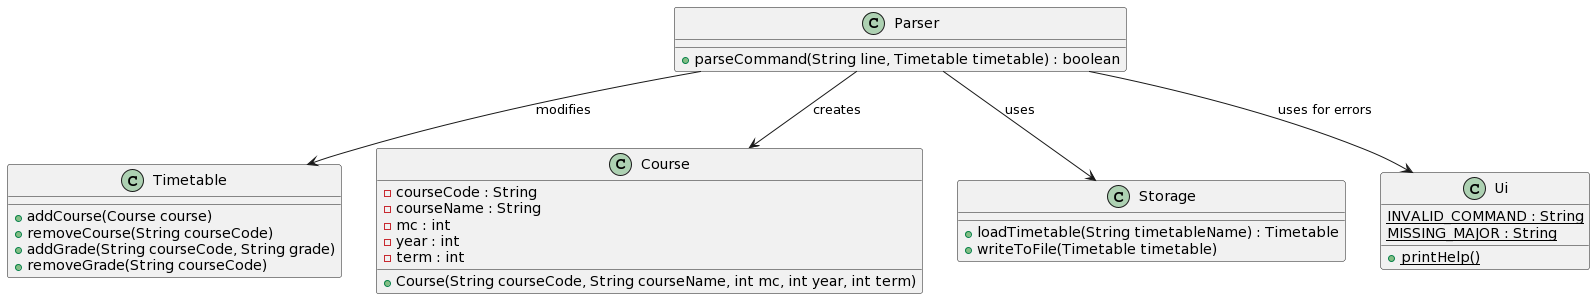 C Parser
parseCommand(String line, Timetable timetable) : boolean
modifies
creates
uses
uses for errors
C Timetable
addCourse(Course course)
removeCourse(String courseCode)
addGrade(String courseCode, String grade)
removeGrade(String courseCode)
C Course
courseCode : String
courseName : String
mc : int
year : int
term : int
Course(String courseCode, String courseName, int mc, int year, int term)
C Storage
loadTimetable(String timetableName) : Timetable
writeToFile(Timetable timetable)
C Ui
INVALID_COMMAND : String
MISSING_MAJOR : String
printHelp()